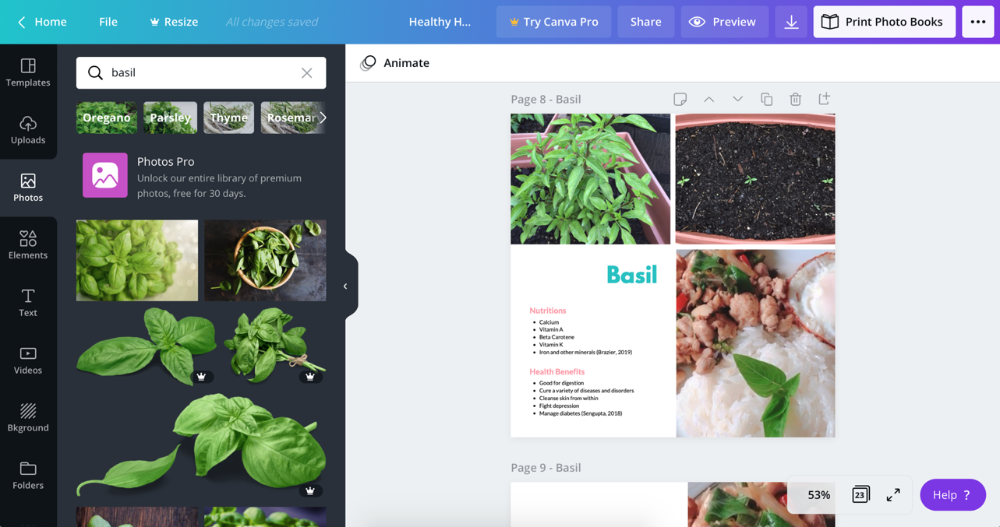 Home
File
Resize
All changes saved
Healthy H...
Try Canva Pro
Share
Preview
Print Photo Books
Templates
Uploads
Photos
Elements
Text
Videos
Bkground
Folders
basil
Oregano
Parsley
Thyme
Rosemar
Photos Pro
Unlock our entire library of premium
photos, free for 30 days.
Animate
Page 8 - Basil
Basil
Nutritions
• Calcium
• Vitamin A
• Beta Carotene
• Vitamin K
• Iron and other minerals (Brazier, 2019)
Health Benefits
• Good for digestion
• Cure a variety of diseases and disorders
• Cleanse skin from within
• Fight depression
• Manage diabetes (Sengupta, 2018)
Page 9 - Basil
53%
23
Help ?